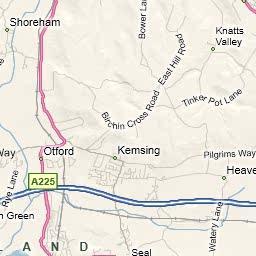 Shoreham
Bower Lane
Knatts
Valley
East Hill Road
Birchin Cross Road
Tinker Pot Lane
Way
Otford
Kemsing
Pilgrims Way
Rye Lane
A225
Heave
n Green
Watery Lane
A N D
Seal